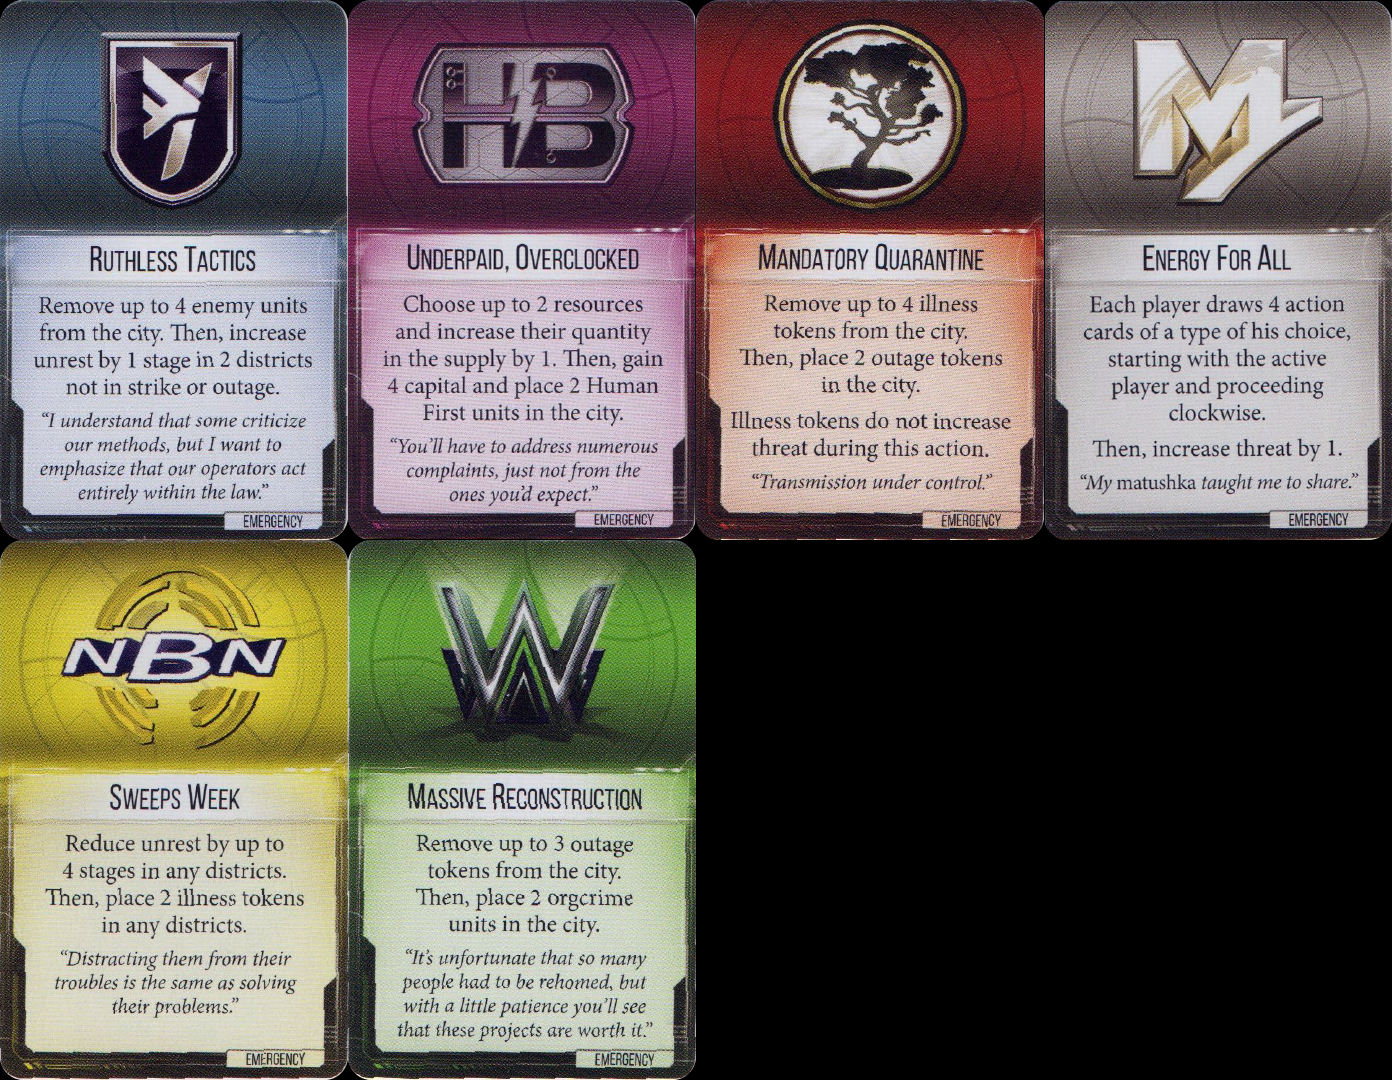 HB
My
RUTHLESS TACTICS
Remove up to 4 enemy units
from the city. Then, increase
unrest by 1 stage in 2 districts
not in strike or outage.
“I understand that some criticize
our methods, but I want to
emphasize that our operators act
entirely within the law.”
EMERGENCY
UNDERPAID, OVERCLOCKED
Choose up to 2 resources
and increase their quantity
in the supply by 1. Then, gain
4 capital and place 2 Human
First units in the city.
“You’ll have to address numerous
complaints, just not from the
ones you’d expect.”
EMERGENCY
MANDATORY QUARANTINE
Remove up to 4 illness
tokens from the city.
Then, place 2 outage tokens
in the city.
Illness tokens do not increase
threat during this action.
“Transmission under control.”
EMERGENCY
ENERGY FOR ALL
Each player draws 4 action
cards of a type of his choice,
starting with the active
player and proceeding
clockwise.
Then, increase threat by 1.
“My matushka taught me to share.”
EMERGENCY
NBN
SWEEPS WEEK
Reduce unrest by up to
4 stages in any districts.
Then, place 2 illness tokens
in any districts.
“Distracting them from their
troubles is the same as solving
their problems.”
EMERGENCY
W
MASSIVE RECONSTRUCTION
Remove up to 3 outage
tokens from the city.
Then, place 2 orgcrime
units in the city.
“It’s unfortunate that so many
people had to be rehomed, but
with a little patience you’ll see
that these projects are worth it.”
EMERGENCY